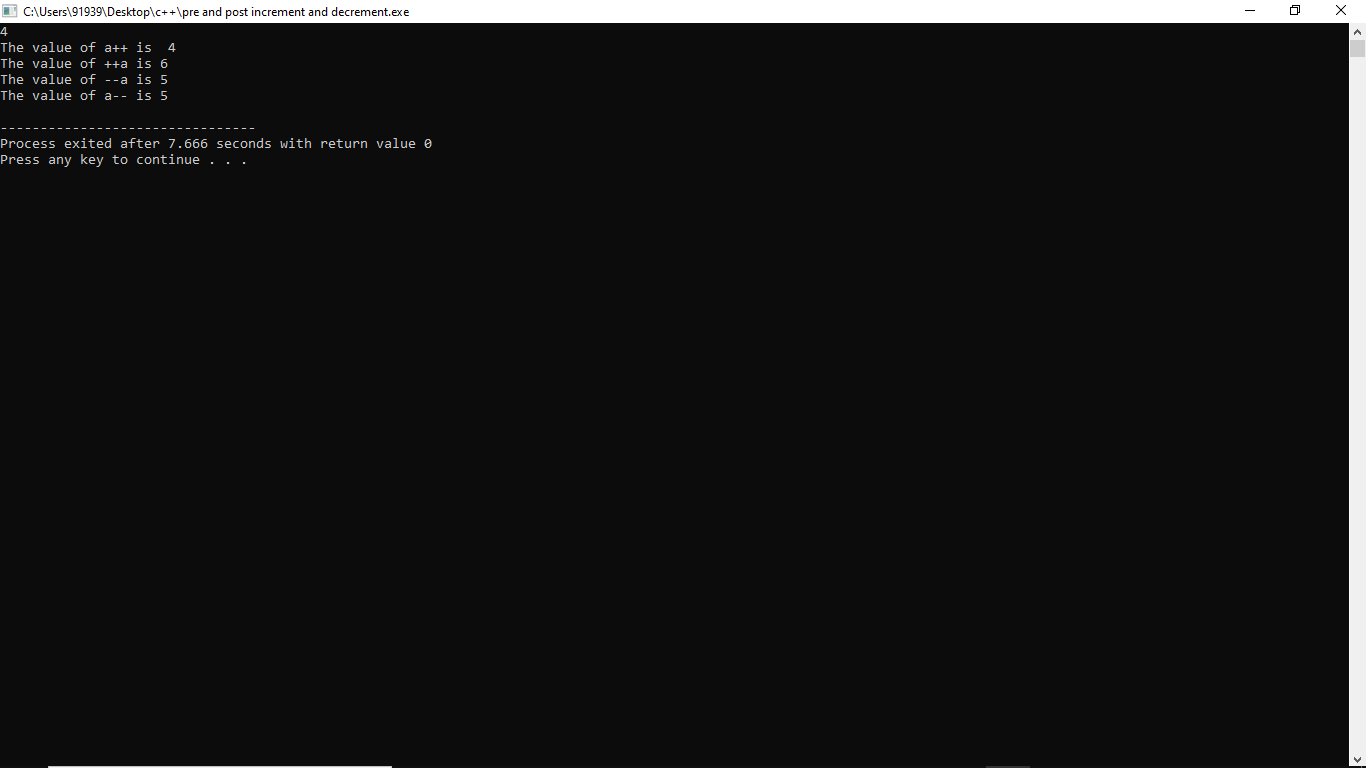 C:\Users\91939\Desktop\c++\pre and post increment and decrement.exe
4
The value of a++ is  4
The value of ++a is 6
The value of --a is 5
The value of a-- is 5
--------------------------------
Process exited after 7.666 seconds with return value 0
Press any key to continue . . .